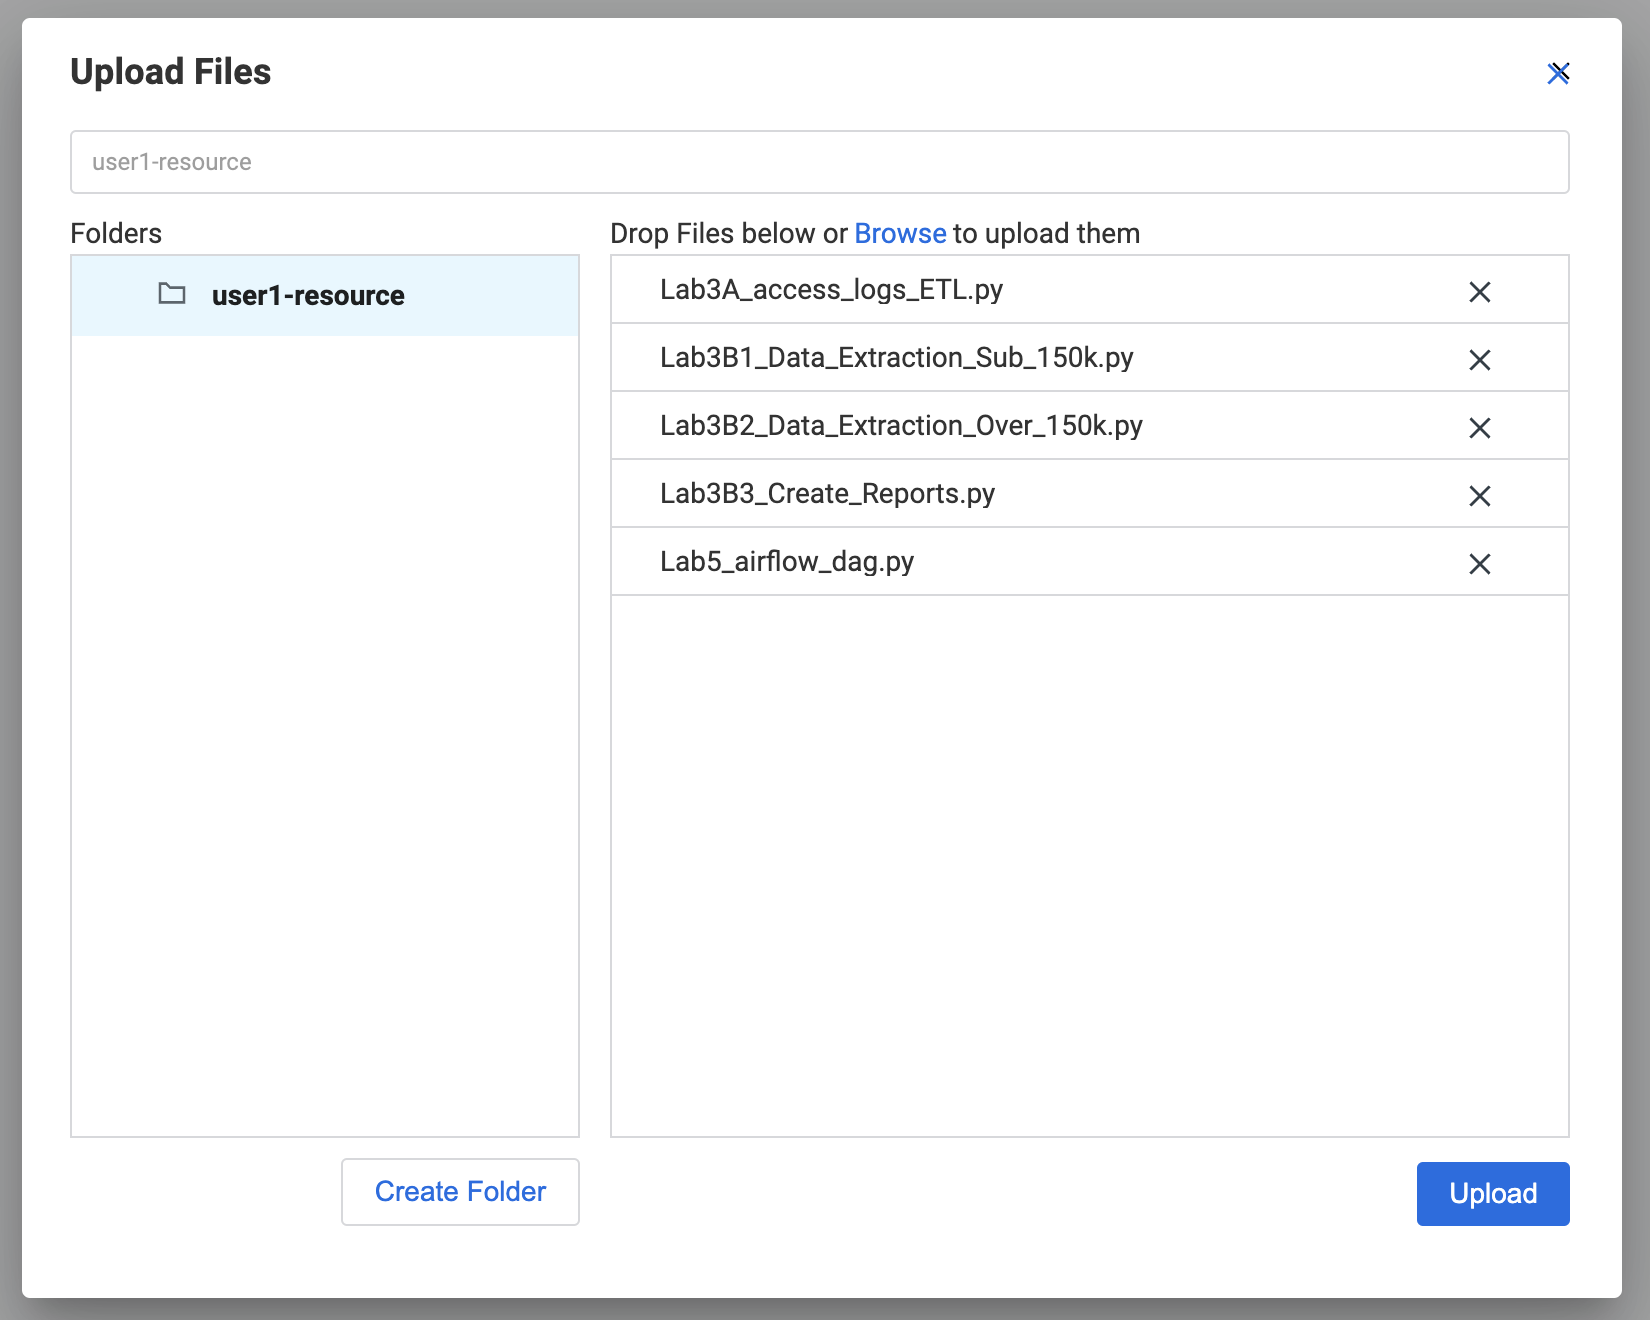 Upload Files
user1-resource
Folders
Drop Files below or Browse to upload them
user1-resource
Lab3A_access_logs_ETL.py
Lab3B1_Data_Extraction_Sub_150k.py
Lab3B2_Data_Extraction_Over_150k.py
Lab3B3_Create_Reports.py
Lab5_airflow_dag.py
Create Folder
Upload